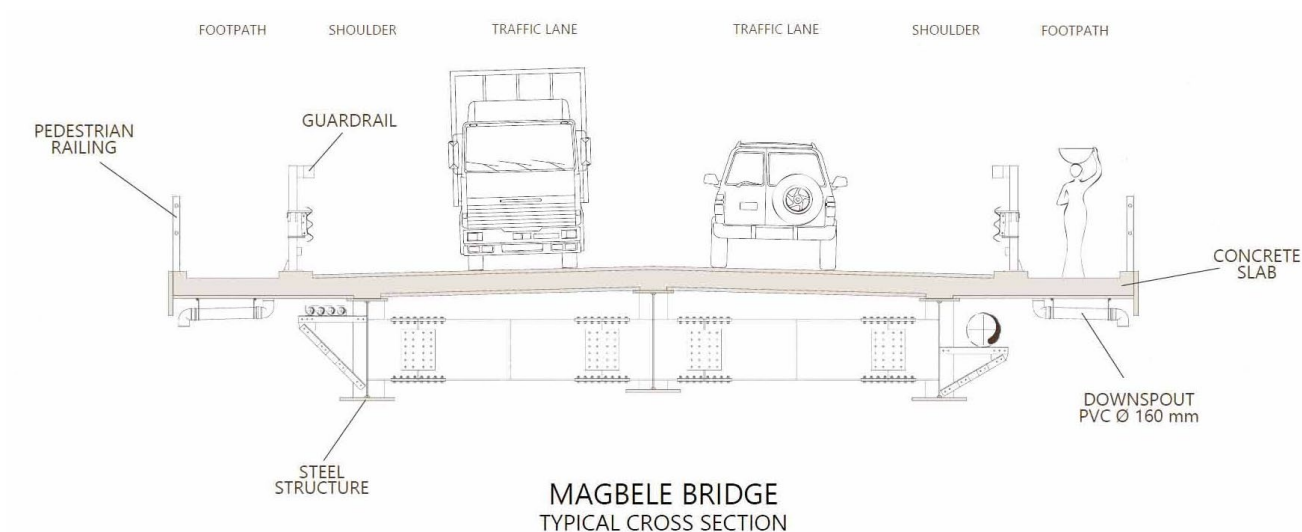 FOOTPATH SHOULDER TRAFFIC LANE TRAFFIC LANE SHOULDER FOOTPATH
GUARDRAIL
PEDESTRIAN
RAILING
CONCRETE
SLAB
DOWNSPOUT
PVC Ø 160 mm
STEEL
STRUCTURE
MAGBELE BRIDGE
TYPICAL CROSS SECTION